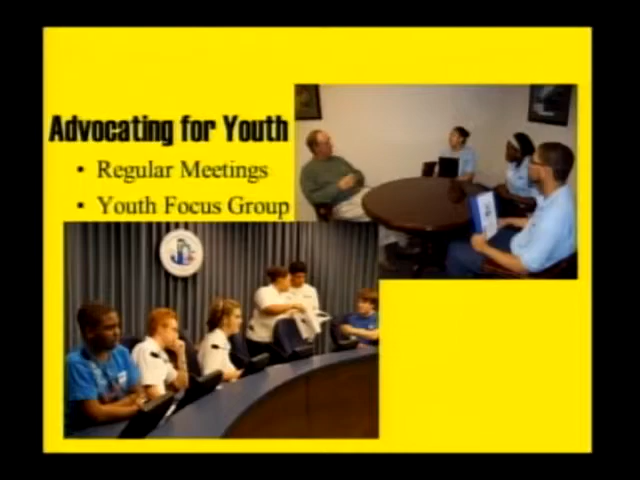 Advocating for Youth
• Regular Meetings
• Youth Focus Group